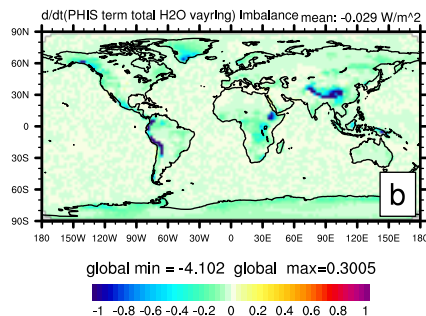 d/dt(PHIS term total H2O vayring) Imbalance mean: -0.029 W/m^2
90N
60N
30N
0
30S
60S
90S
b
180 150W 120W 90W 60W 30W 0 30E 60E 90E 120E 150E 180
global min = -4.102 global max=0.3005
-1 -0.8 -0.6 -0.4 -0.2 0 0.2 0.4 0.6 0.8 1